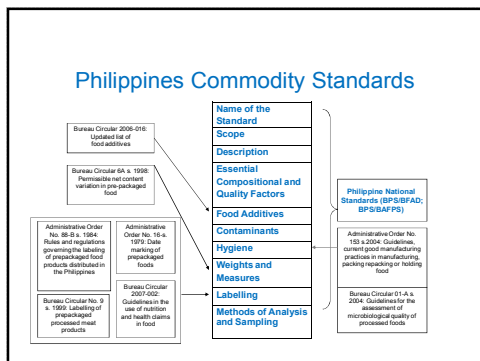 Philippines Commodity Standards
Bureau Circular 2006-016:
Updated list of
food additives
Bureau Circular 6A s. 1998:
Permissible net content
variation in pre-packaged
food
Administrative Order
No. 88-B s. 1984:
Rules and regulations
governing the labeling
of prepackaged food
products distributed in
the Philippines
Administrative
Order No. 16-s.
1979: Date
marking of
prepackaged
foods
Bureau Circular No. 9
s. 1999: Labelling of
prepackaged
processed meat
products
Bureau Circular
2007-002:
Guidelines in the
use of nutrition and
health claims in
food
Name of the
Standard
Scope
Description
Essential
Compositional and
Quality Factors
Food Additives
Contaminants
Hygiene
Weights and
Measures
Labelling
Methods of Analysis
and Sampling
Philippine National
Standards (BPS/BFAD;
BPS/BAFPS)
Administrative Order No.
153 s.2004: Guidelines,
current good manufacturing
practices in manufacturing,
packing repacking or holding
food
Bureau Circular 01-A s.
2004: Guidelines for the
assessment of
microbiological quality of
processed foods